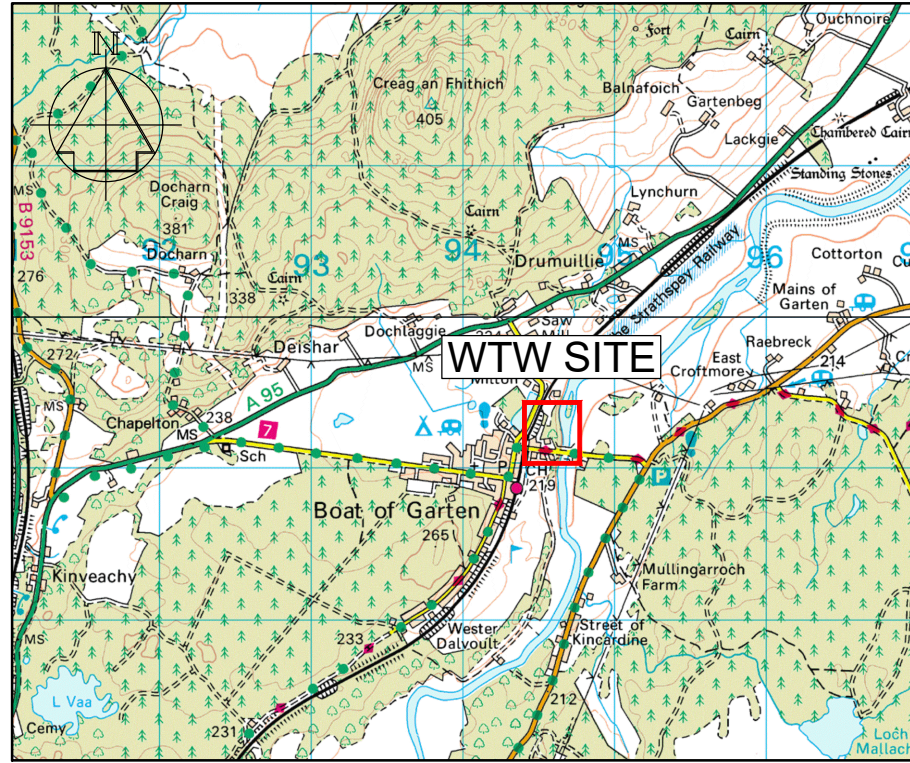 N
Fort
Cairn
Ouchnoire
Creag an Fhithich
405
Balnafoich
Gartenbeg
Lackgie
Chambered Cairn
Standing Stones
MS
B 9153
Docharn
Craig
381
92
Docharn
276
338
Cairn
93
Cairn
94
Lynchurn
Drumuillie
95
MS
The Strathspey Railway
96
Cottorton
Mains of
Garten
272
Deishar
Dochlaggie
MS
Saw
WTW SITE
Milton
Raebreck
East
Croftmore
214
A 95
MS
238
Chapelton
MS
7
Sch
P
CH
219
P
Boat of Garten
265
Kinveachy
MS
Mullingarroch
Farm
Wester
Dalvoult
Street of
Kincardine
233
212
L Vaa
Cemy
231
Loch
Mallach